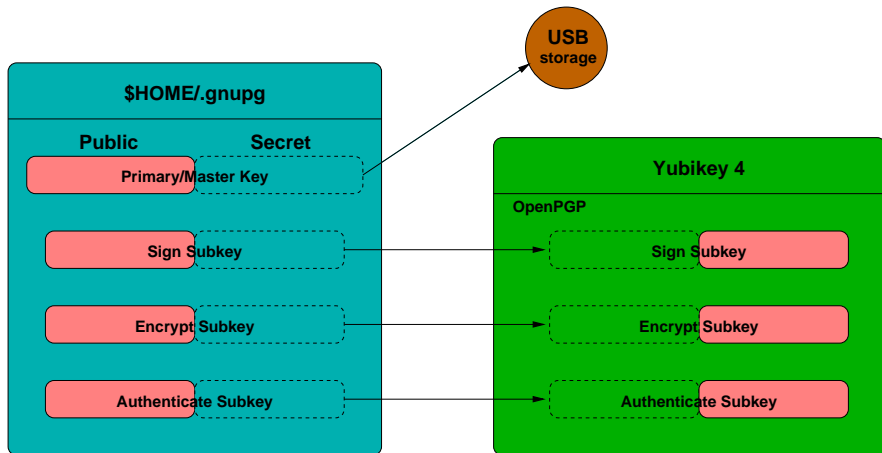 USB
storage
$HOME/.gnupg
Public Secret
Primary/Master Key
Sign Subkey
Encrypt Subkey
Authenticate Subkey
Yubikey 4
OpenPGP
Sign Subkey
Encrypt Subkey
Authenticate Subkey